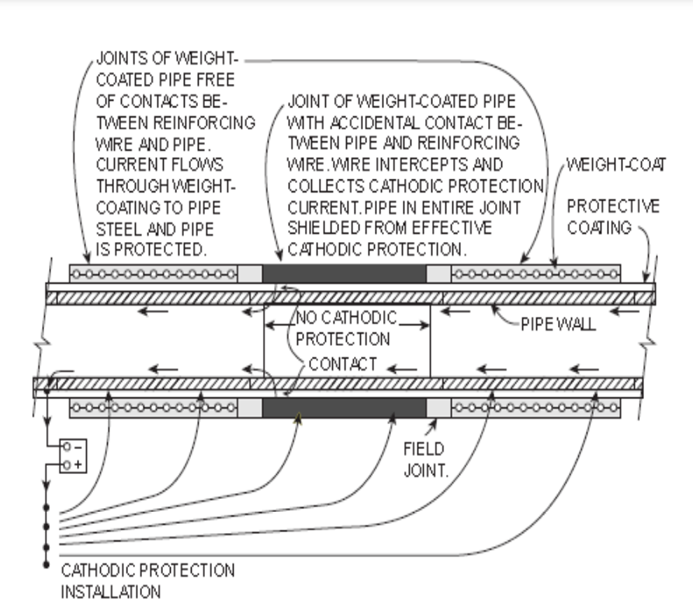 JOINTS OF WEIGHT-
COATED PIPE FREE
OF CONTACTS BE-
TWEEN REINFORCING
WIRE AND PIPE.
CURRENT FLOWS
THROUGH WEIGHT-
COATING TO PIPE
STEEL AND PIPE
IS PROTECTED.
JOINT OF WEIGHT-COATED PIPE
WITH ACCIDENTAL CONTACT BE-
TWEEN PIPE AND REINFORCING
WIRE. WIRE INTERCEPTS AND
COLLECTS CATHODIC PROTECTION
CURRENT. PIPE IN ENTIRE JOINT
SHIELDED FROM EFFECTIVE
CATHODIC PROTECTION.
WEIGHT-COAT
PROTECTIVE
COATING
NO CATHODIC
PROTECTION
CONTACT
PIPE WALL
FIELD
JOINT.
−
+
CATHODIC PROTECTION
INSTALLATION